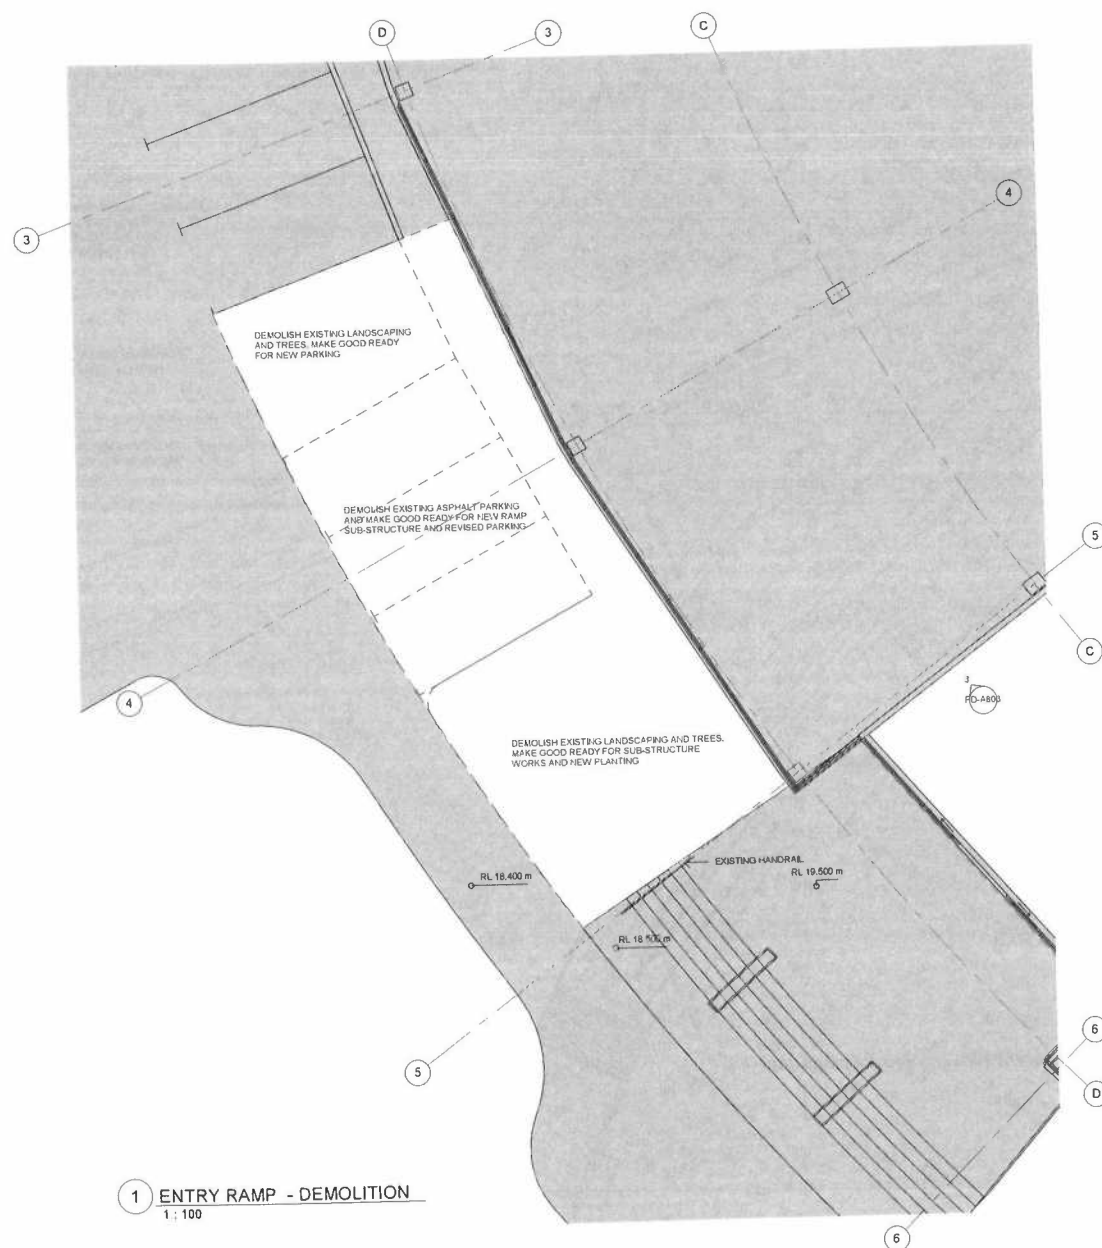 D
3
C
4
3
DEMOLISH EXISTING LANDSCAPING
AND TREES. MAKE GOOD READY
FOR NEW PARKING
DEMOLISH EXISTING ASPHALT PARKING
AND MAKE GOOD READY FOR NEW RAMP
SUB-STRUCTURE AND REVISED PARKING
5
C
4
3
DEMOLISH EXISTING LANDSCAPING AND TREES.
MAKE GOOD READY FOR SUB-STRUCTURE
WORKS AND NEW PLANTING
EXISTING HANDRAIL
RL 18.400 m
RL 19.500 m
RL 18.500 m
5
6
D
1 ENTRY RAMP - DEMOLITION
1 : 100
6